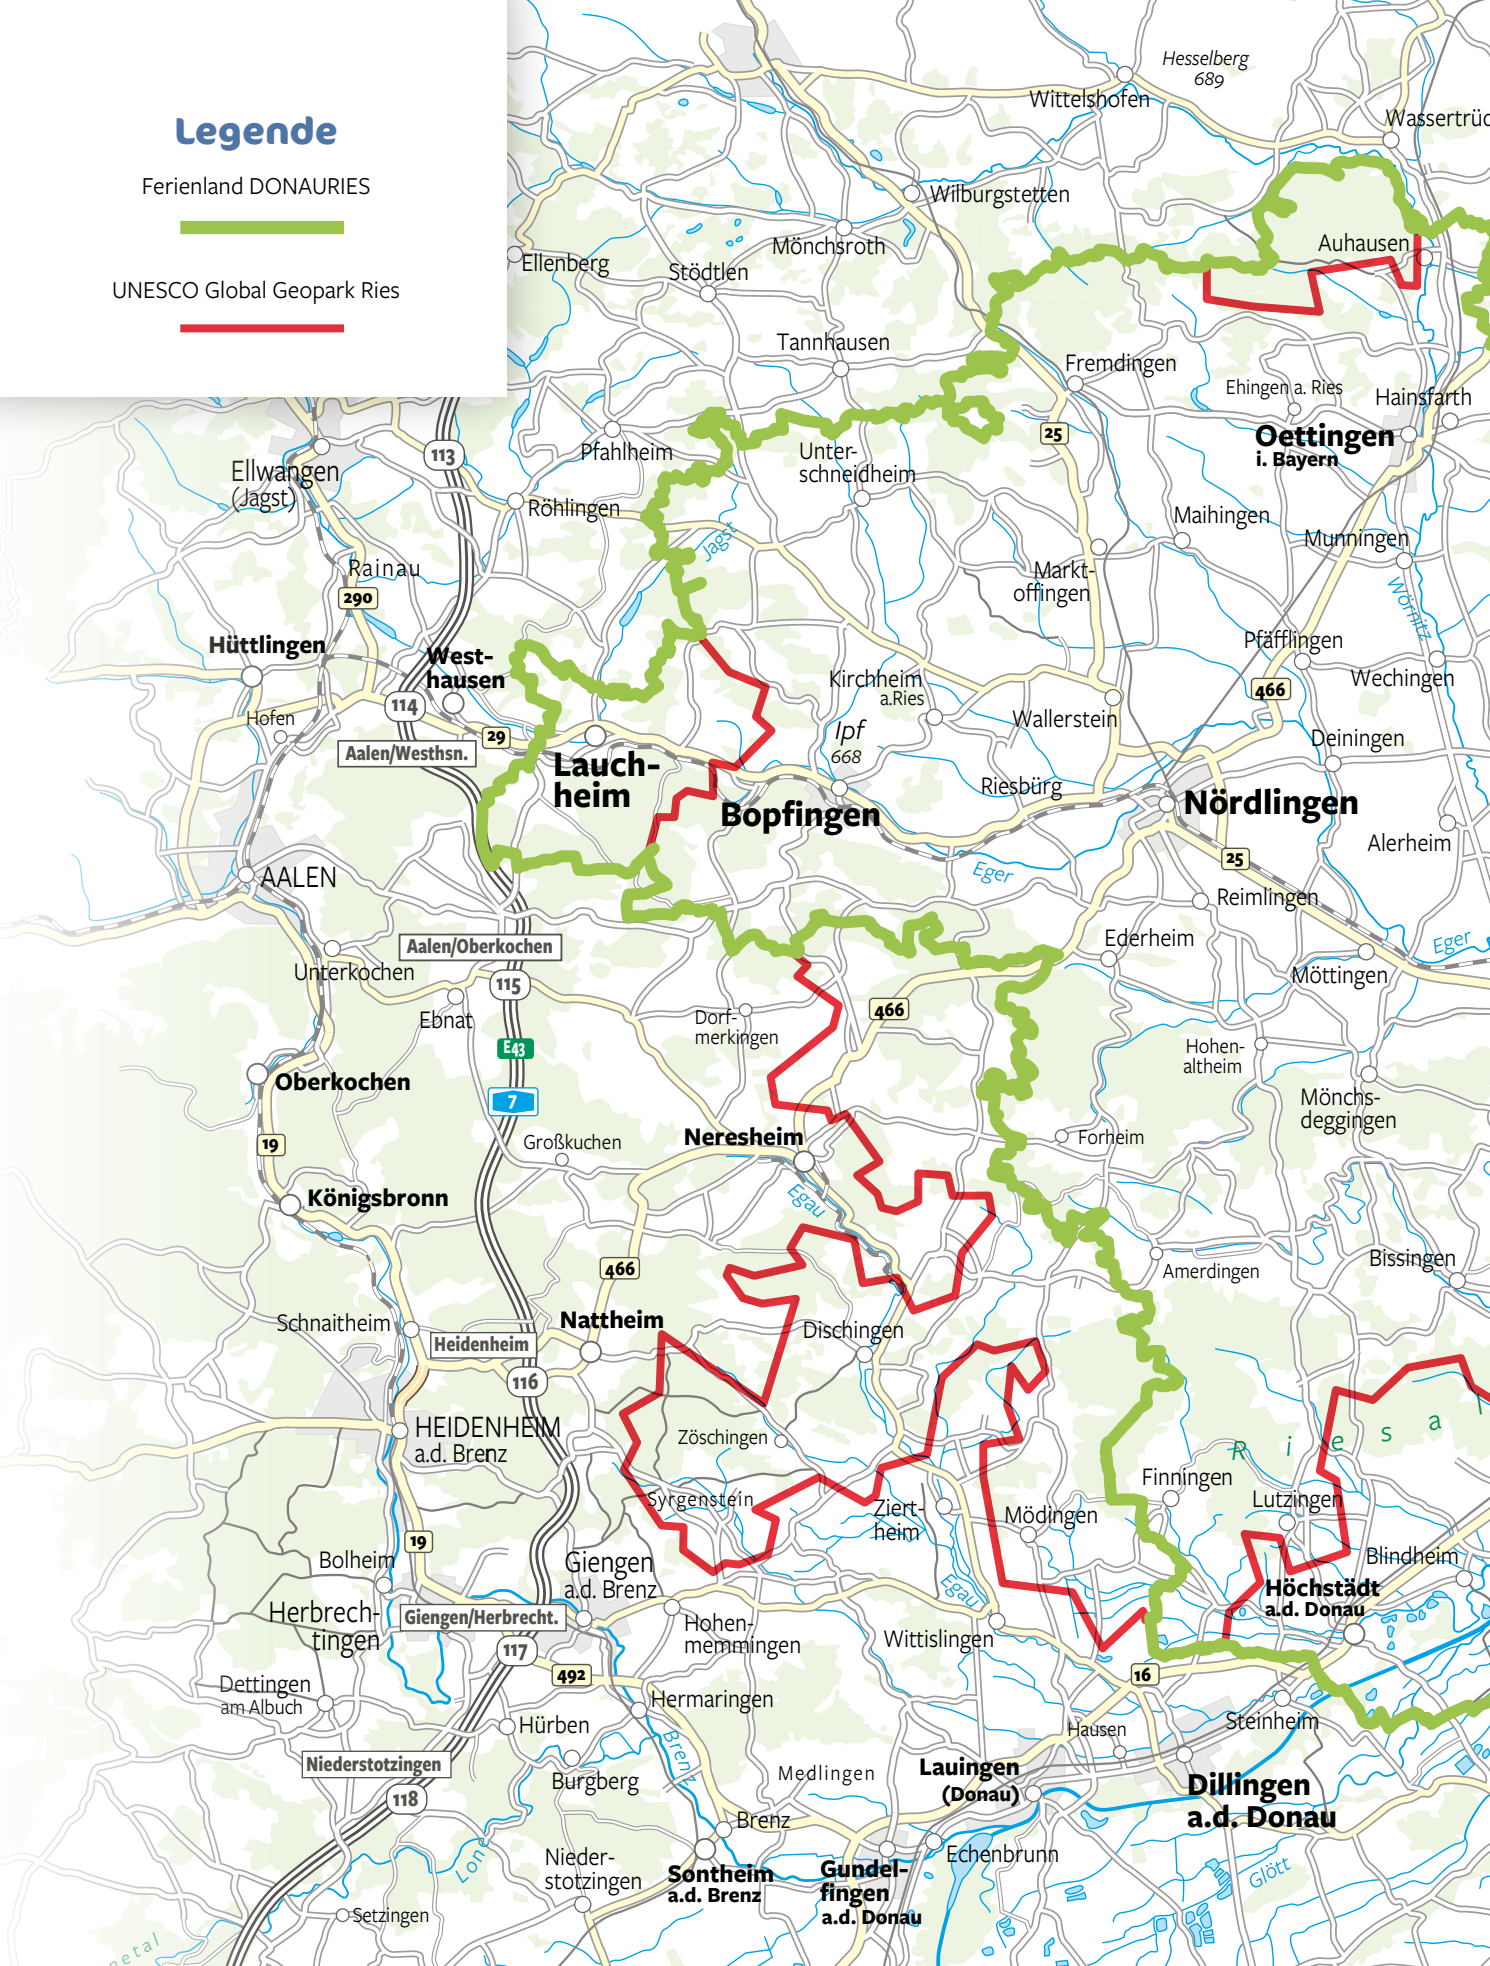 Legende
Ferienland DONAURIES
UNESCO Global Geopark Ries
Hesselberg
689
Wittelshofen
Wassertrüc
Wilburgstetten
Mönchsroth
Auhausen
Ellenberg
Stödtlen
Tannhausen
Fremdingen
Ehingen a. Ries
Hainsfarth
25
Oettingen
i. Bayern
Pfahlheim
Unter-
schneidheim
113
Ellwangen
(Jagst)
Röhlingen
Maihingen
Jagst
Munningen
Rainau
Markt-
offingen
290
Wörnitz
Hüttlingen
West-
hausen
Pfäfflingen
Kirchheim
a.Ries
Wechingen
466
114
Hofen
Wallerstein
29
Ipf
668
Deiningen
Aalen/Westhsn.
Lauch-
heim
Riesbürg
Bopfingen
Nördlingen
Alerheim
25
Eger
AALEN
Reimlingen
Ederheim
Eger
Aalen/Oberkochen
Unterkochen
Möttingen
115
466
Ebnat
Dorf-
merkingen
E43
Hohen-
altheim
Oberkochen
7
Mönchs-
deggingen
19
Großkuchen
Neresheim
Forheim
Königsbronn
Egau
466
Bissingen
Amerdingen
Schnaitheim
Nattheim
Dischingen
Heidenheim
116
HEIDENHEIM
a.d. Brenz
Zöschingen
R i e s a l
Finningen
Syrgenstein
Ziert-
heim
Lutzingen
Mödingen
19
Bolheim
Giengen
a.d. Brenz
Blindheim
Egau
Höchstädt
a.d. Donau
Herbrech-
tingen
Giengen/Herbrecht.
Hohen-
memmingen
Wittislingen
117
492
16
Dettingen
am Albuch
Hermaringen
Hürben
Steinheim
Hausen
Brenz
Niederstotzingen
Burgberg
Medlingen
Lauingen
(Donau)
118
Dillingen
a.d. Donau
Brenz
Lone
Nieder-
stotzingen
Sontheim
a.d. Brenz
Gundel-
fingen
a.d. Donau
Echenbrunn
Glött
Setzingen
netal